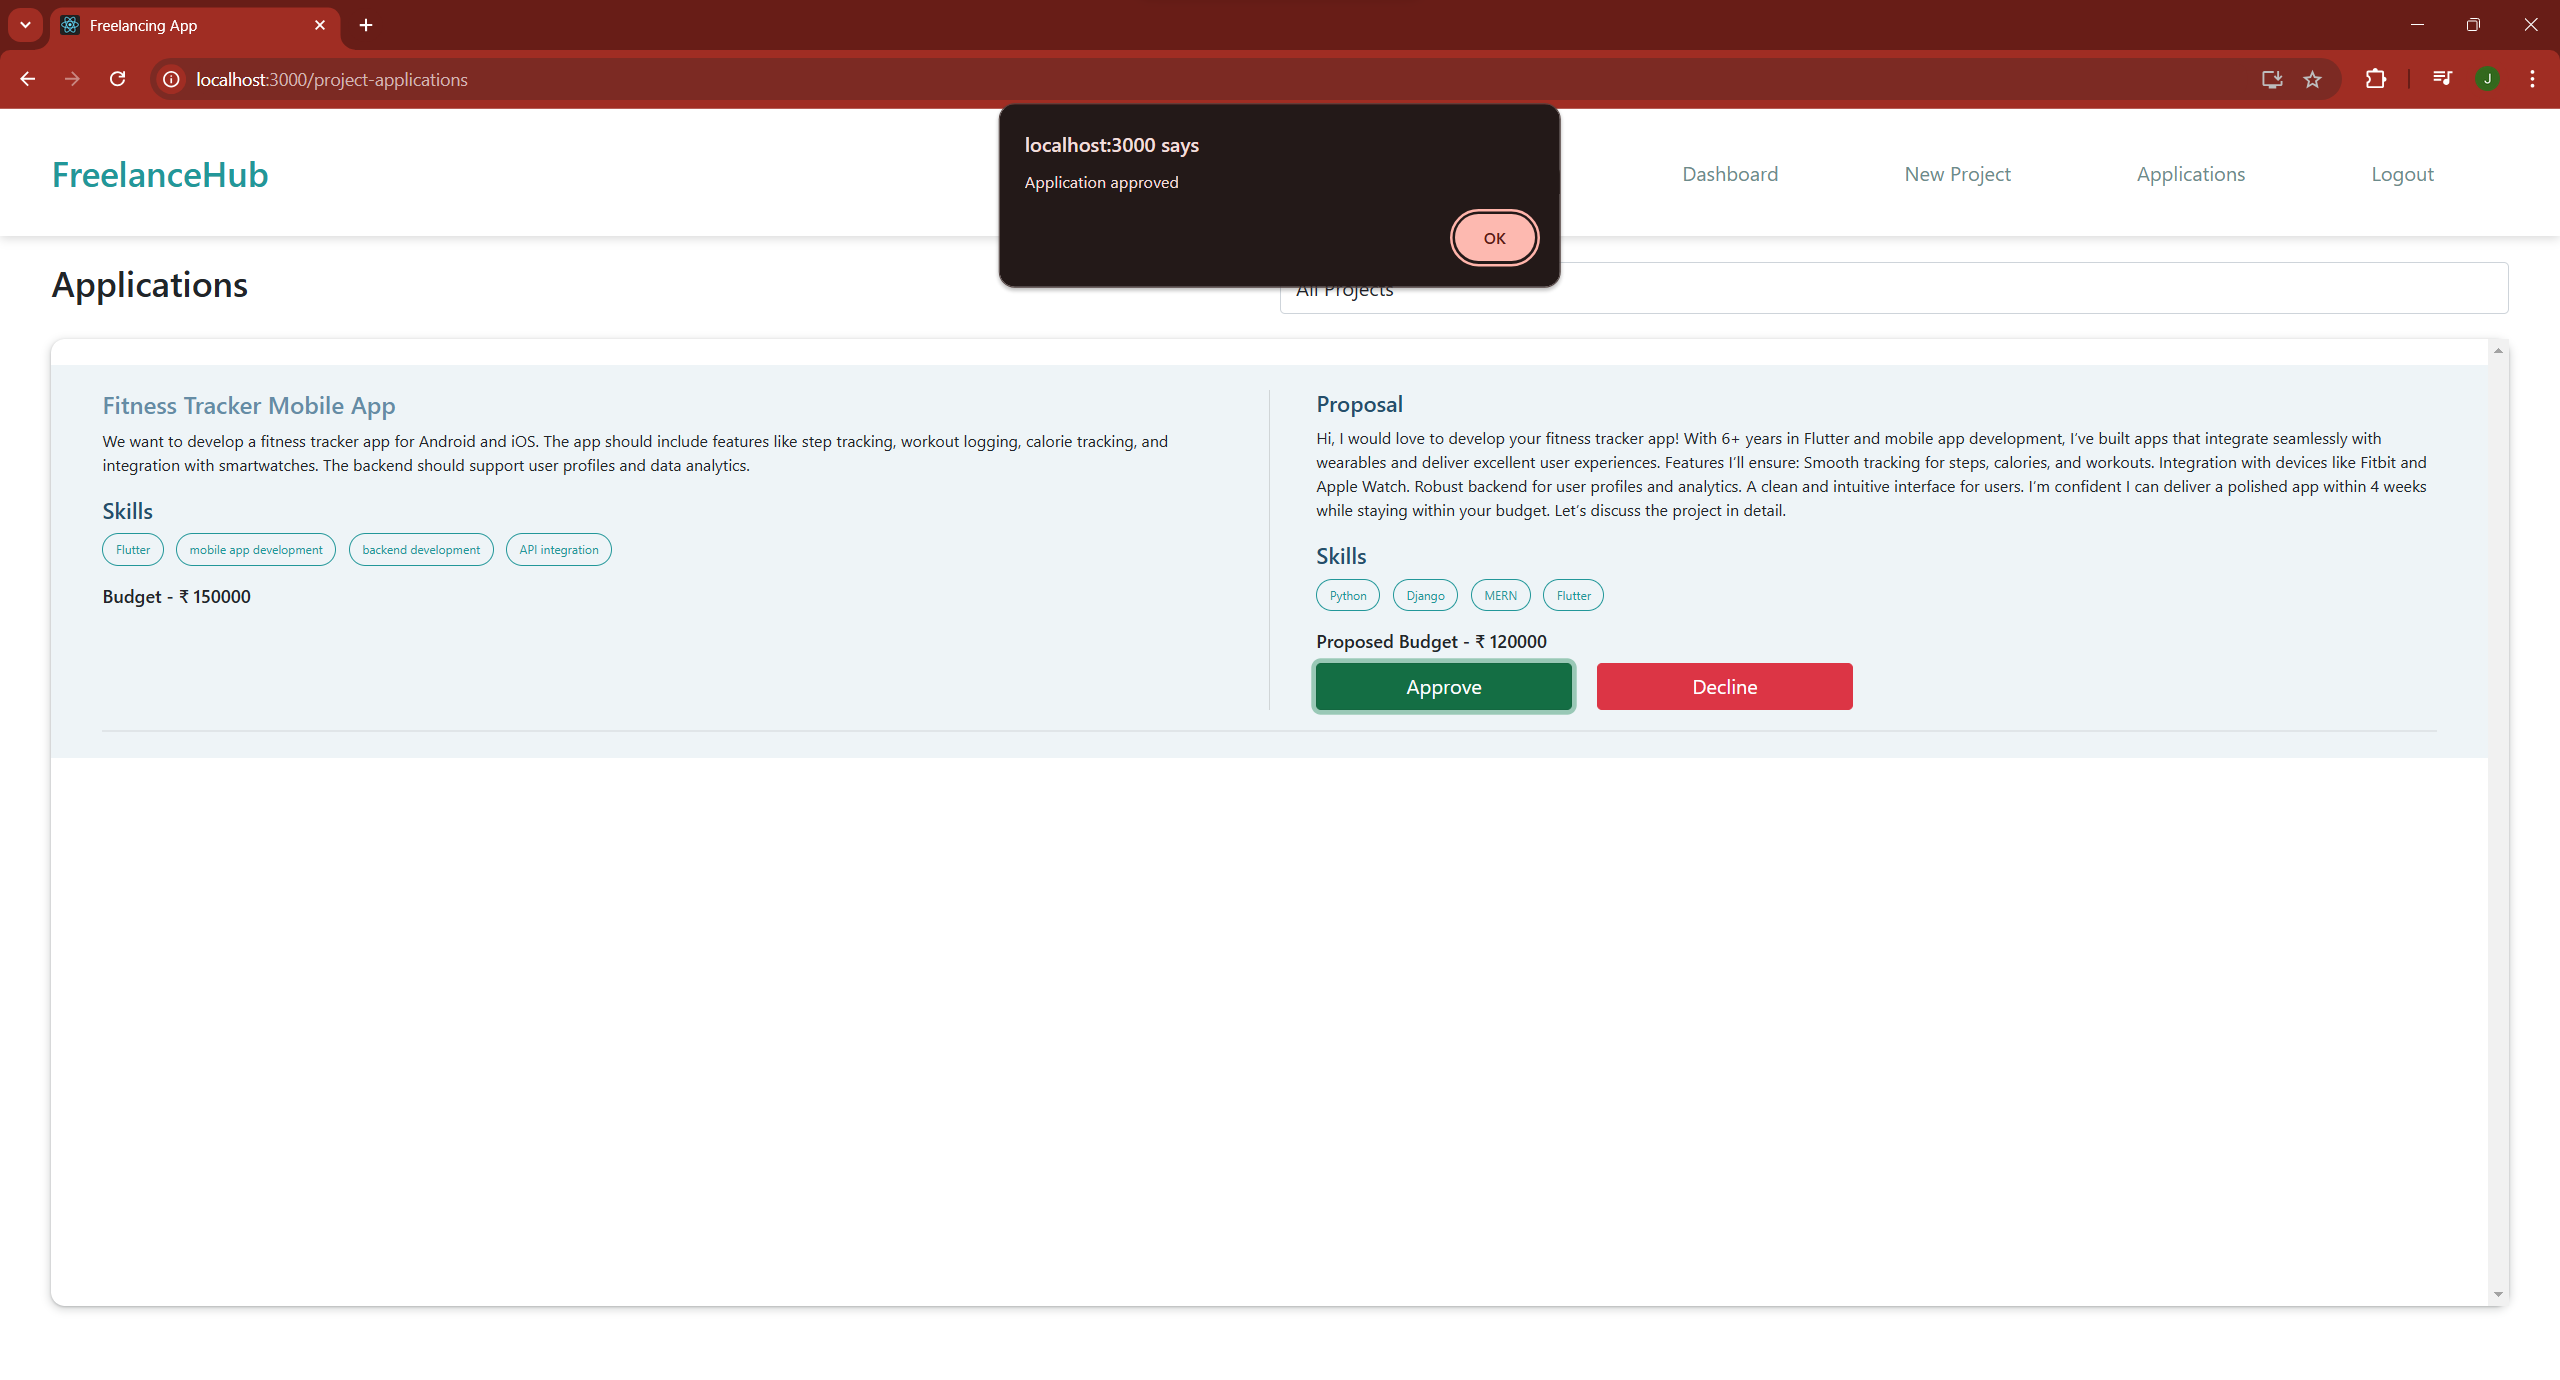 Freelancing App
localhost:3000/project-applications
J
localhost:3000 says
Application approved
OK
FreelanceHub
Dashboard
New Project
Applications
Logout
Applications
All Projects
Fitness Tracker Mobile App
We want to develop a fitness tracker app for Android and iOS. The app should include features like step tracking, workout logging, calorie tracking, and
integration with smartwatches. The backend should support user profiles and data analytics.
Skills
Flutter
mobile app development
backend development
API integration
Budget - ₹ 150000
Proposal
Hi, I would love to develop your fitness tracker app! With 6+ years in Flutter and mobile app development, I've built apps that integrate seamlessly with
wearables and deliver excellent user experiences. Features I'll ensure: Smooth tracking for steps, calories, and workouts. Integration with devices like Fitbit and
Apple Watch. Robust backend for user profiles and analytics. A clean and intuitive interface for users. I'm confident I can deliver a polished app within 4 weeks
while staying within your budget. Let's discuss the project in detail.
Skills
Python
Django
MERN
Flutter
Proposed Budget - ₹ 120000
Approve
Decline